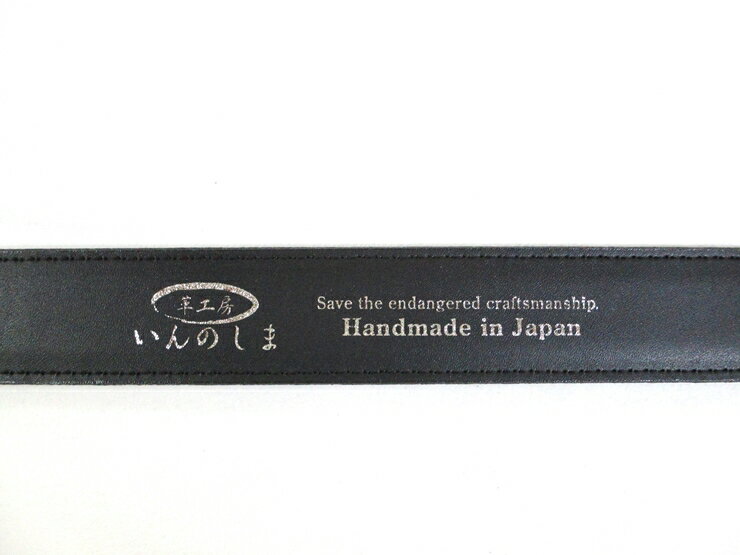 革工房
いんのしま
Save the endangered craftsmanship.
Handmade in Japan